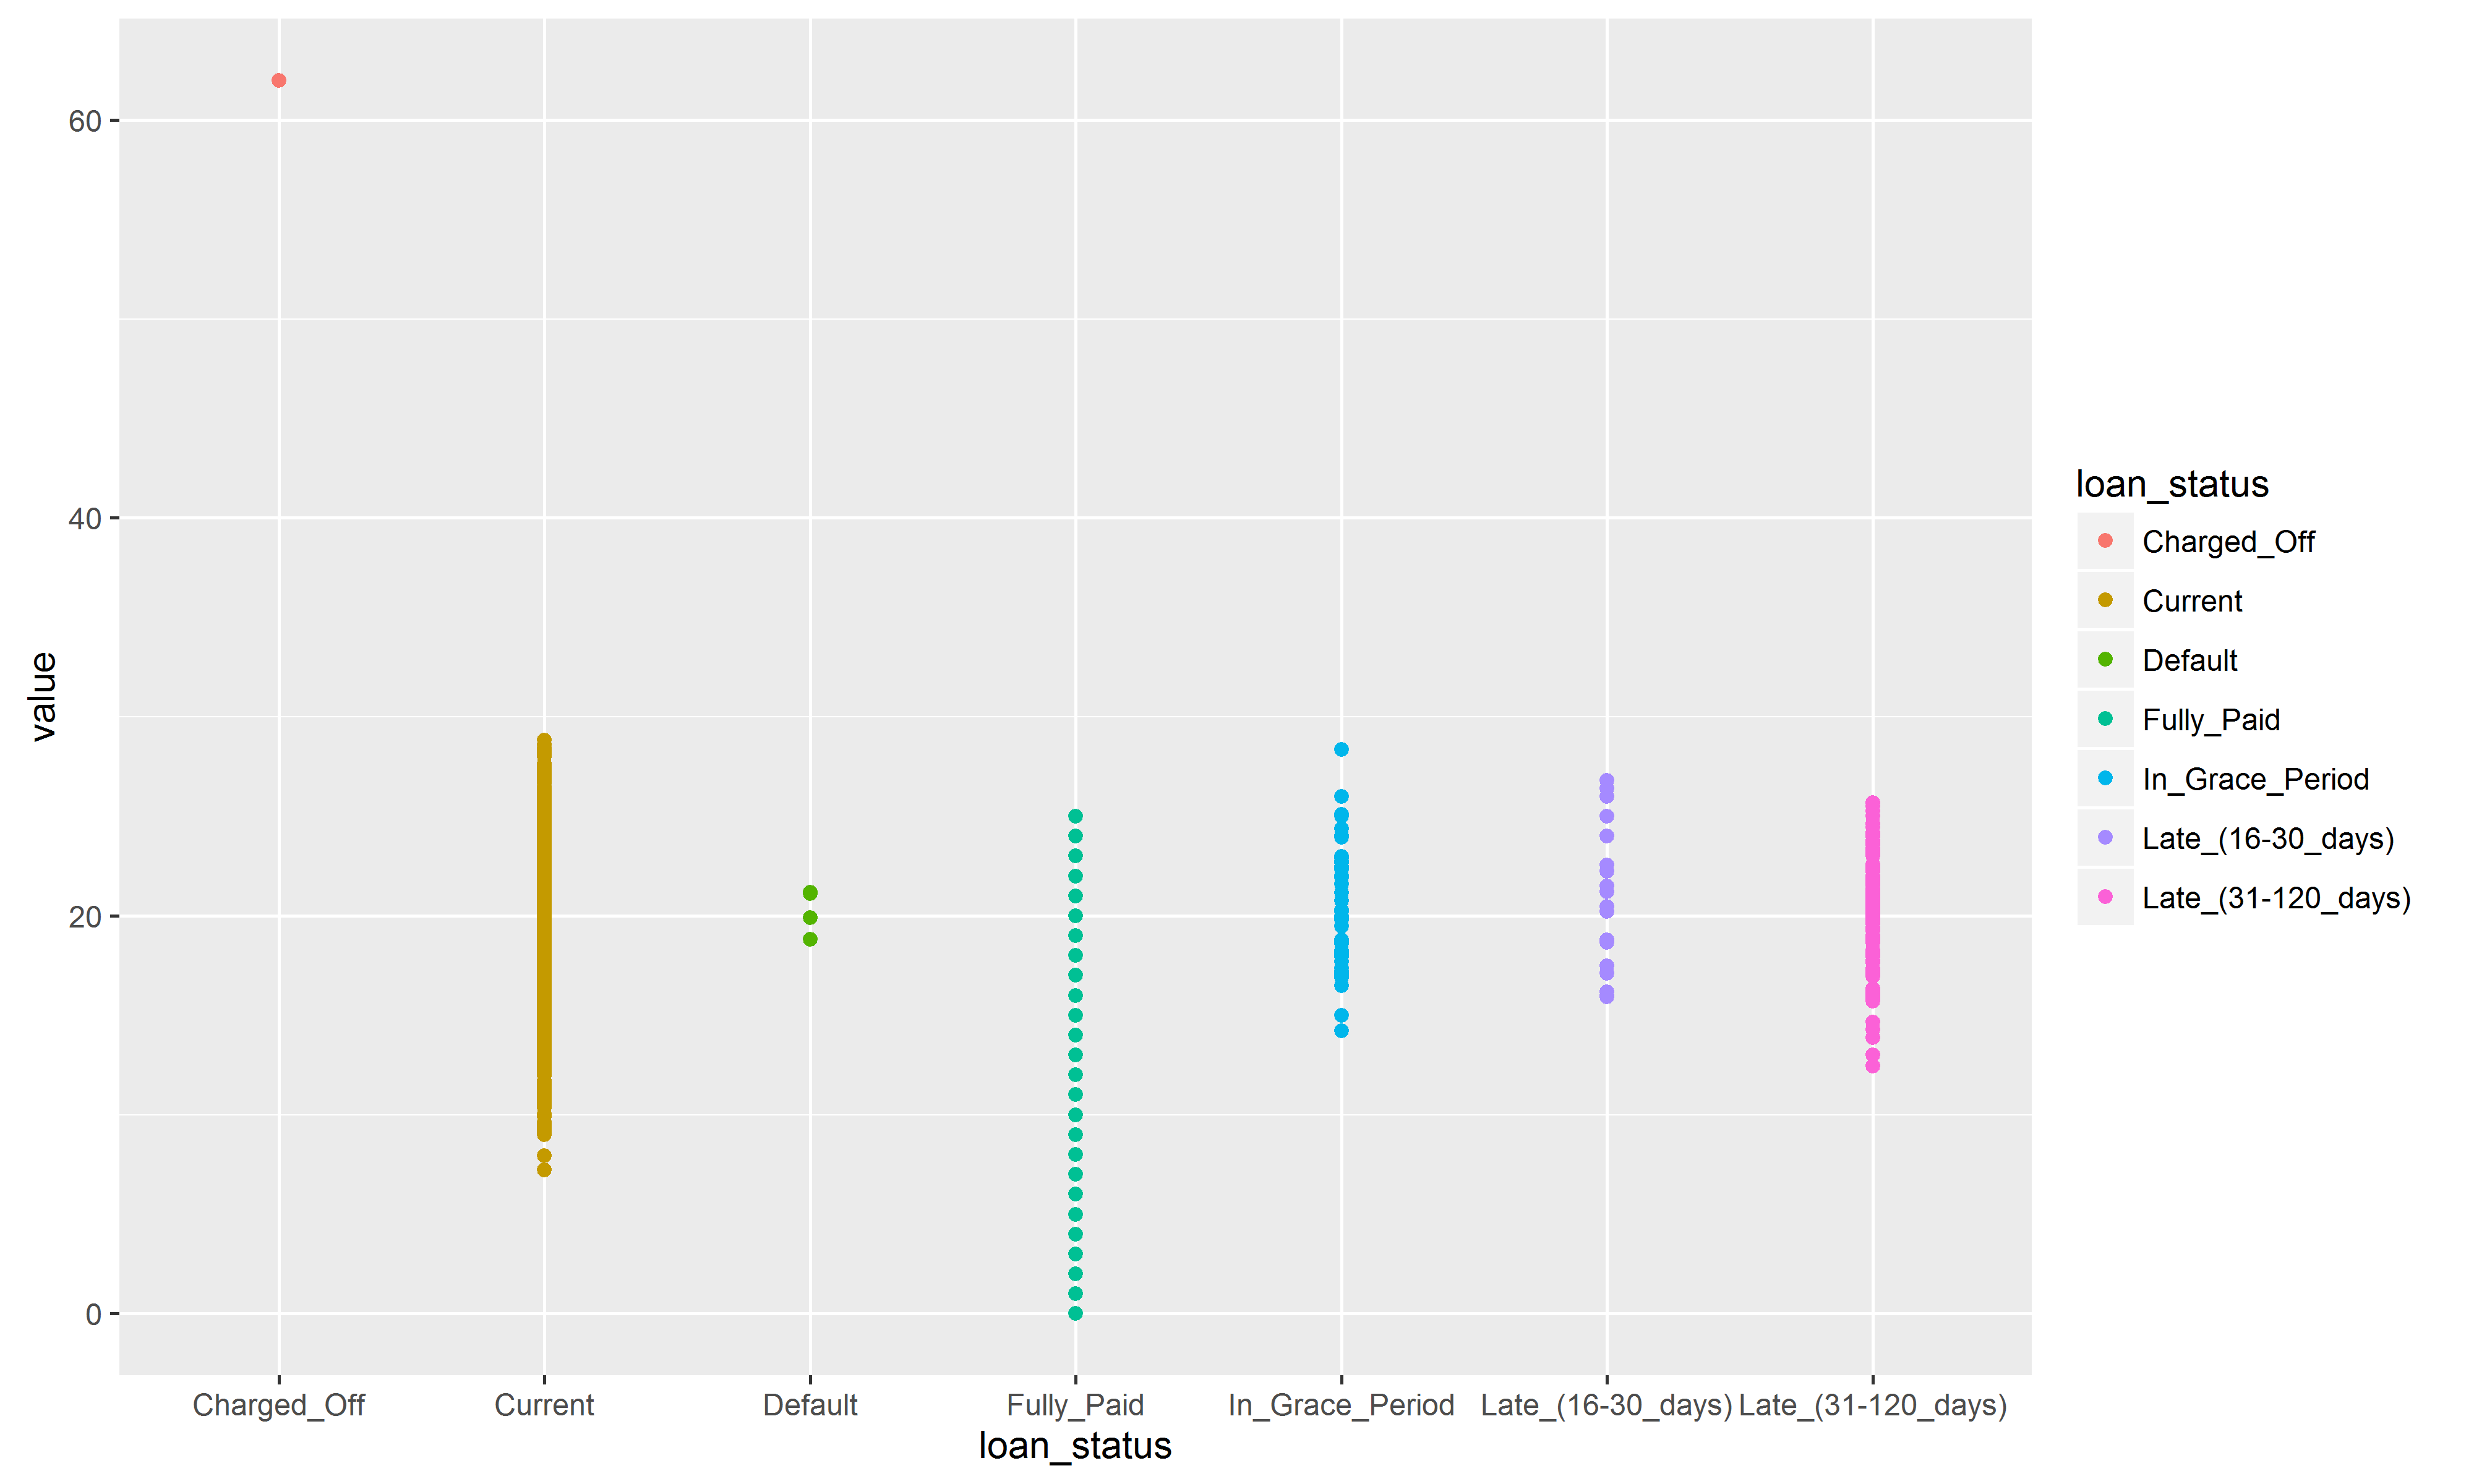 value
60
40
20
0
Charged_Off
Current
Default
Fully_Paid
In_Grace_Period
Late_(16-30_days)
Late_(31-120_days)
loan_status
loan_status
Charged_Off
Current
Default
Fully_Paid
In_Grace_Period
Late_(16-30_days)
Late_(31-120_days)